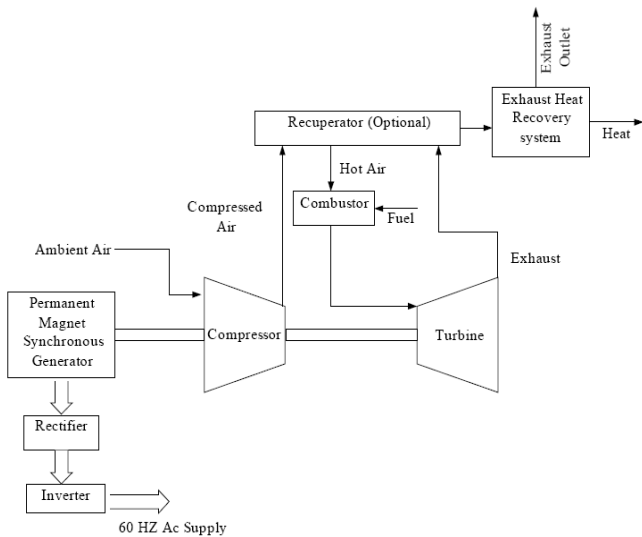 Exhaust
Outlet
Exhaust Heat
Recovery
system
Heat
Recuperator (Optional)
Hot Air
Compressed
Air
Combustor
Fuel
Ambient Air
Exhaust
Permanent
Magnet
Synchronous
Generator
Compressor
Turbine
Rectifier
Inverter
60 HZ Ac Supply